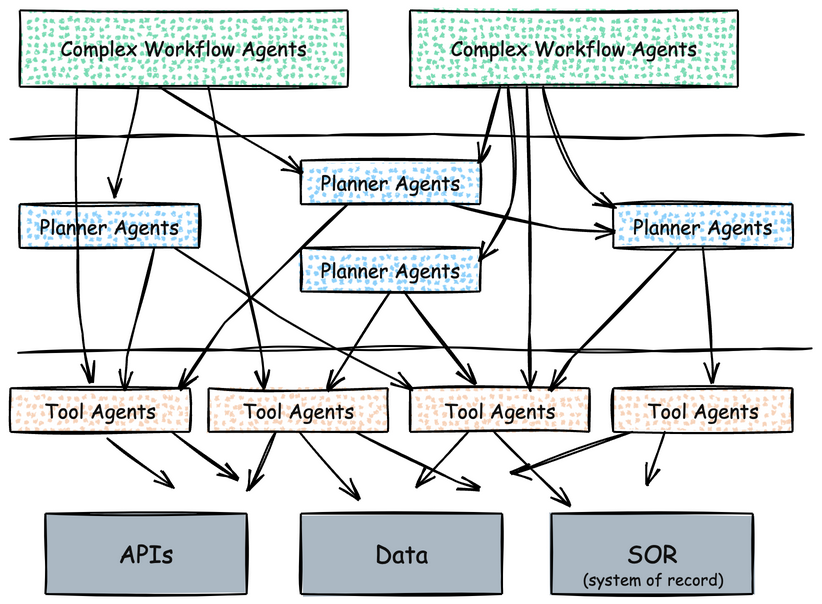 Complex Workflow Agents
Complex Workflow Agents
Planner Agents
Planner Agents
Planner Agents
Planner Agents
Tool Agents
Tool Agents
Tool Agents
Tool Agents
APIs
Data
SOR
(system of record)